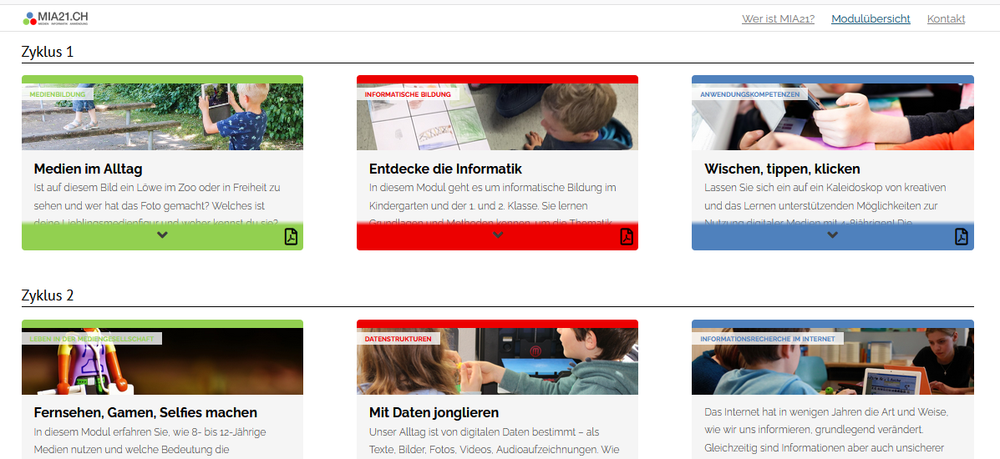 MIA21.CH
MEDIEN INFORMATIK ANWENDUNG
Wer ist MIA21?
Modulübersicht
Kontakt
Zyklus 1
MEDIENBILDUNG
Medien im Alltag
Ist auf diesem Bild ein Löwe im Zoo oder in Freiheit zu
sehen und wer hat das Foto gemacht? Welches ist
deine Lieblingsmedienfigur und woher kennst du sie?
INFORMATISCHE BILDUNG
Entdecke die Informatik
In diesem Modul geht es um informatische Bildung im
Kindergarten und der 1. und 2. Klasse. Sie lernen
Grundlagen und Methoden kennen, um die Thematik
ANWENDUNGSKOMPETENZEN
Wischen, tippen, klicken
Lassen Sie sich ein auf ein Kaleidoskop von kreativen
und das Lernen unterstützenden Möglichkeiten zur
Nutzung digitaler Medien mit 4-8jährigen! Die
Zyklus 2
LEBEN IN DER MEDIENGESELLSCHAFT
Fernsehen, Gamen, Selfies machen
In diesem Modul erfahren Sie, wie 8- bis 12-Jährige
Medien nutzen und welche Bedeutung die
DATENSTRUKTUREN
Mit Daten jonglieren
Unser Alltag ist von digitalen Daten bestimmt – als
Texte, Bilder, Fotos, Videos, Audioaufzeichnungen. Wie
INFORMATIONSRECHERCHE IM INTERNET
Das Internet hat in wenigen Jahren die Art und Weise,
wie wir uns informieren, grundlegend verändert.
Gleichzeitig sind Informationen aber auch unsicherer